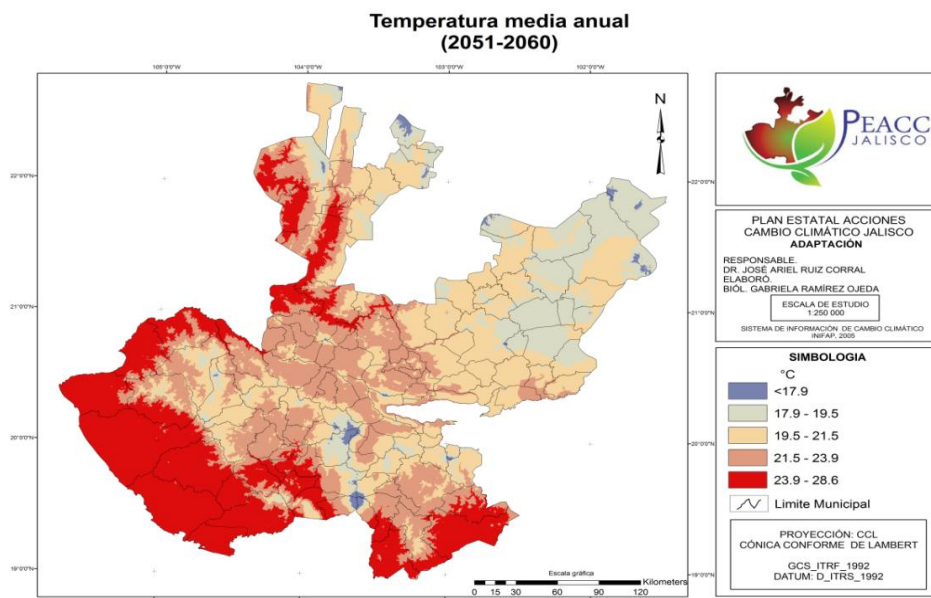 Temperatura media anual
(2051-2060)
105°0'0"W
104°0'0"W
103°0'0"W
102°0'0"W
N
22°0'0"N
22°0'0"N
21°0'0"N
21°0'0"N
20°0'0"N
20°0'0"N
19°0'0"N
19°0'0"N
Escala gráfica
Kilometers
0 15 30 60 90 120
PEACC
JALISCO
PLAN ESTATAL ACCIONES
CAMBIO CLIMÁTICO JALISCO
ADAPTACIÓN
RESPONSABLE.
DR. JOSÉ ARIEL RUIZ CORRAL
ELABORÓ.
BIÓL. GABRIELA RAMÍREZ OJEDA
ESCALA DE ESTUDIO
1:250 000
SISTEMA DE INFORMACIÓN DE CAMBIO CLIMÁTICO
INIFAP, 2005
SIMBOLOGIA
°C
<17.9
17.9 - 19.5
19.5 - 21.5
21.5 - 23.9
23.9 - 28.6
Limite Municipal
PROYECCIÓN: CCL
CÓNICA CONFORME DE LAMBERT
GCS_ITRF_1992
DATUM: D_ITRS_1992